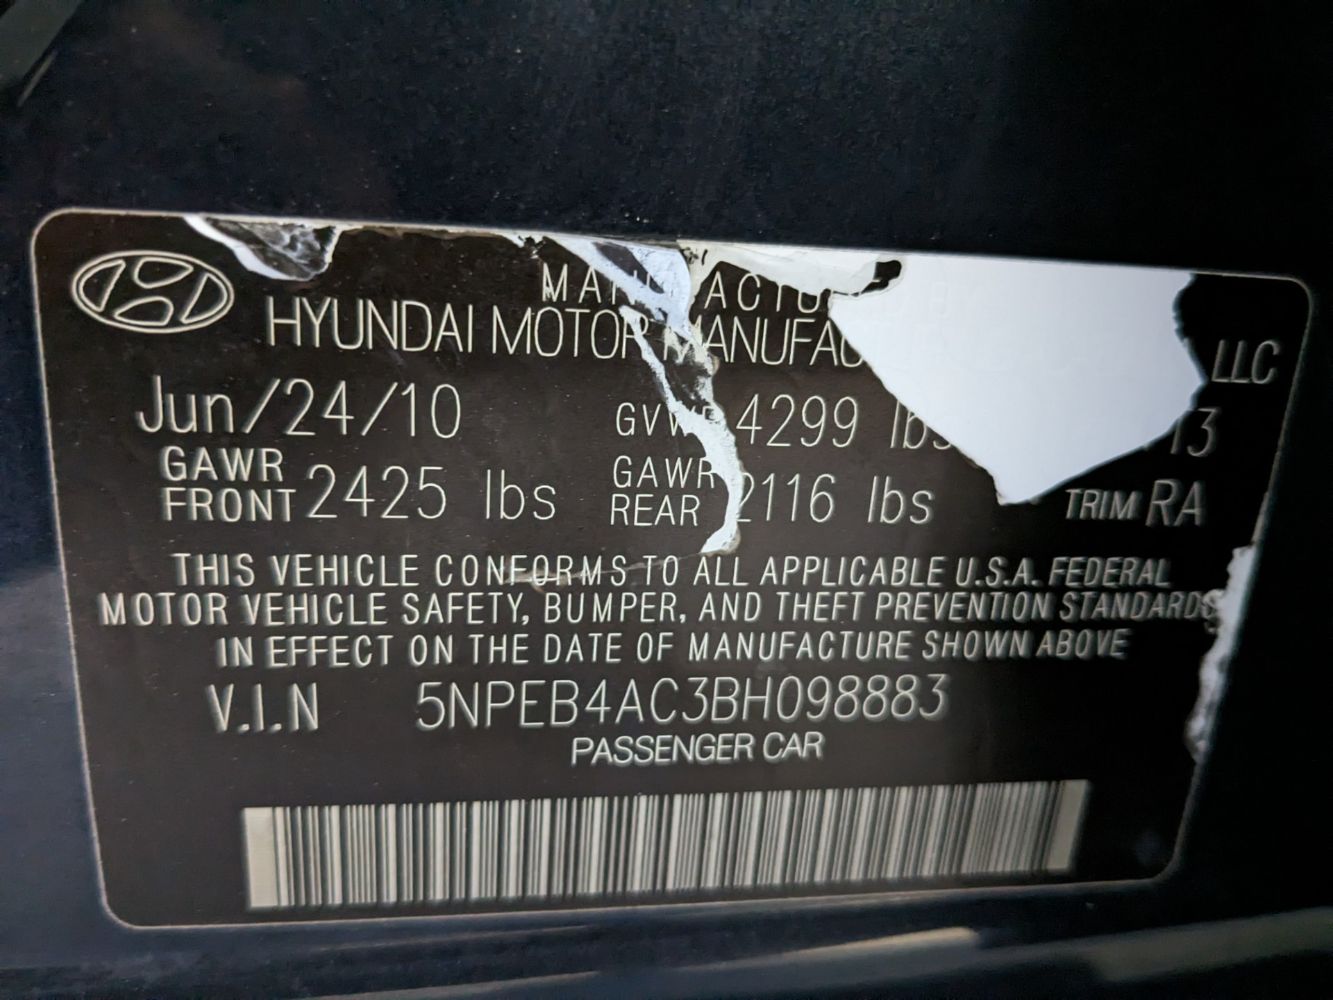 HYUNDAI MOTOR LLC
Jun/24/10 4299 lbs
GAWR FRONT 2425 lbs GAWR REAR 2116 lbs TRIM RA
THIS VEHICLE CONFORMS TO ALL APPLICABLE U.S.A. FEDERAL
MOTOR VEHICLE SAFETY, BUMPER, AND THEFT PREVENTION STANDARDS
IN EFFECT ON THE DATE OF MANUFACTURE SHOWN ABOVE
V.I.N 5NPEB4AC3BH098883
PASSENGER CAR